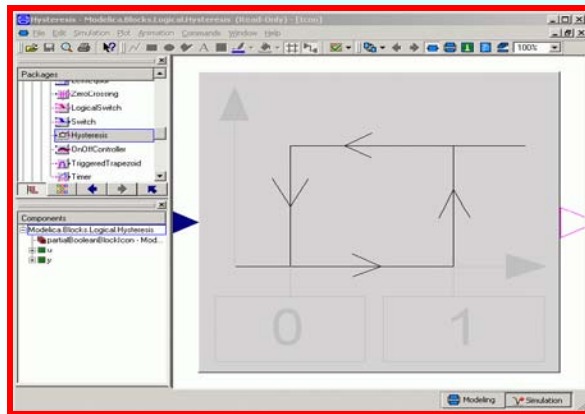 Hysteresis - Modelica.Blocks.Logical.Hysteresis (Read-Only) - [Icon]
File Edit Simulation Plot Animation Commands Window Help
100%
Packages
ZeroCrossing
LogicalSwitch
Switch
Hysteresis
OnOffController
TriggeredTrapezoid
Timer
Components
Modelica.Blocks.Logical.Hysteresis
partialBooleanBlockIcon - Mod...
u
y
0 1
Modeling Simulation